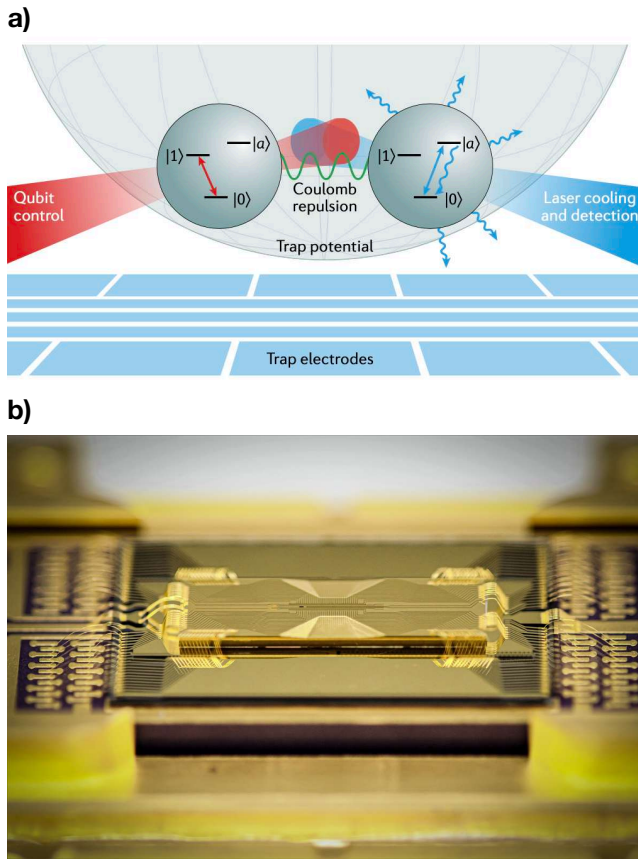 a)
|1⟩
|a⟩
|0⟩
Coulomb
repulsion
|1⟩
|a⟩
|0⟩
Qubit
control
Laser cooling
and detection
Trap potential
Trap electrodes
b)